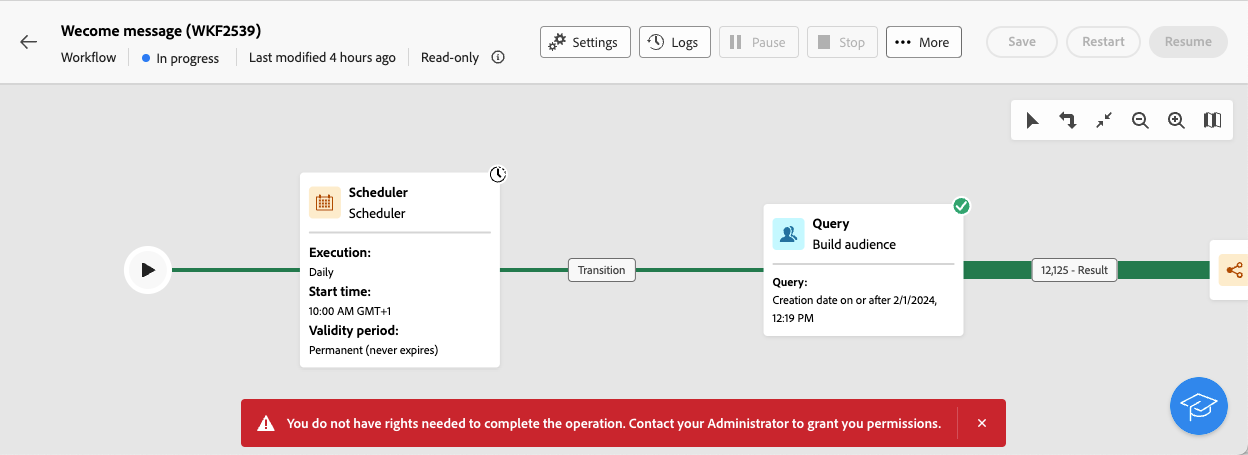 Wecome message (WKF2539)
Workflow In progress Last modified 4 hours ago Read-only
Settings Logs Pause Stop More Save Restart Resume
Scheduler
Scheduler
Execution:
Daily
Start time:
10:00 AM GMT+1
Validity period:
Permanent (never expires)
Transition
Query
Build audience
Query:
Creation date on or after 2/1/2024,
12:19 PM
12,125 - Result
You do not have rights needed to complete the operation. Contact your Administrator to grant you permissions.